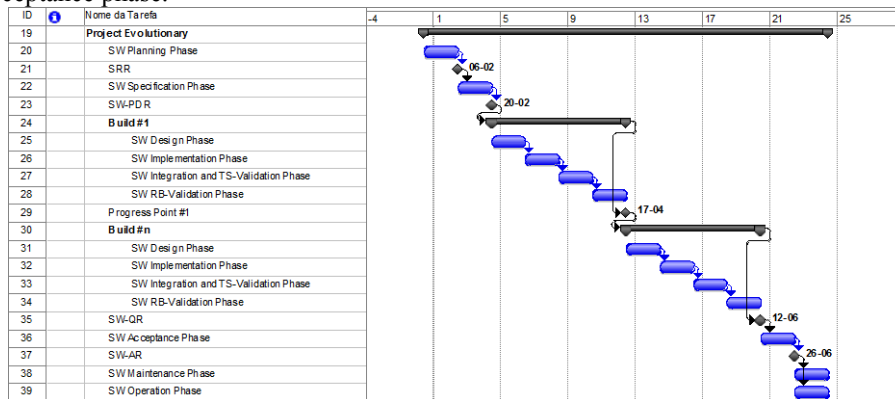 ceptance phase.
ID Nome da Tarefa -4 1 5 9 13 17 21 25
19 Project Evolutionary
20 SW Planning Phase
21 SRR 06-02
22 SW Specification Phase
23 SW-PDR 20-02
24 Build #1
25 SW Design Phase
26 SW Implementation Phase
27 SW Integration and TS-Validation Phase
28 SW RB-Validation Phase
29 Progress Point #1 17-04
30 Build #n
31 SW Design Phase
32 SW Implementation Phase
33 SW Integration and TS-Validation Phase
34 SW RB-Validation Phase
35 SW-QR 12-06
36 SW Acceptance Phase
37 SW-AR 26-06
38 SW Maintenance Phase
39 SW Operation Phase